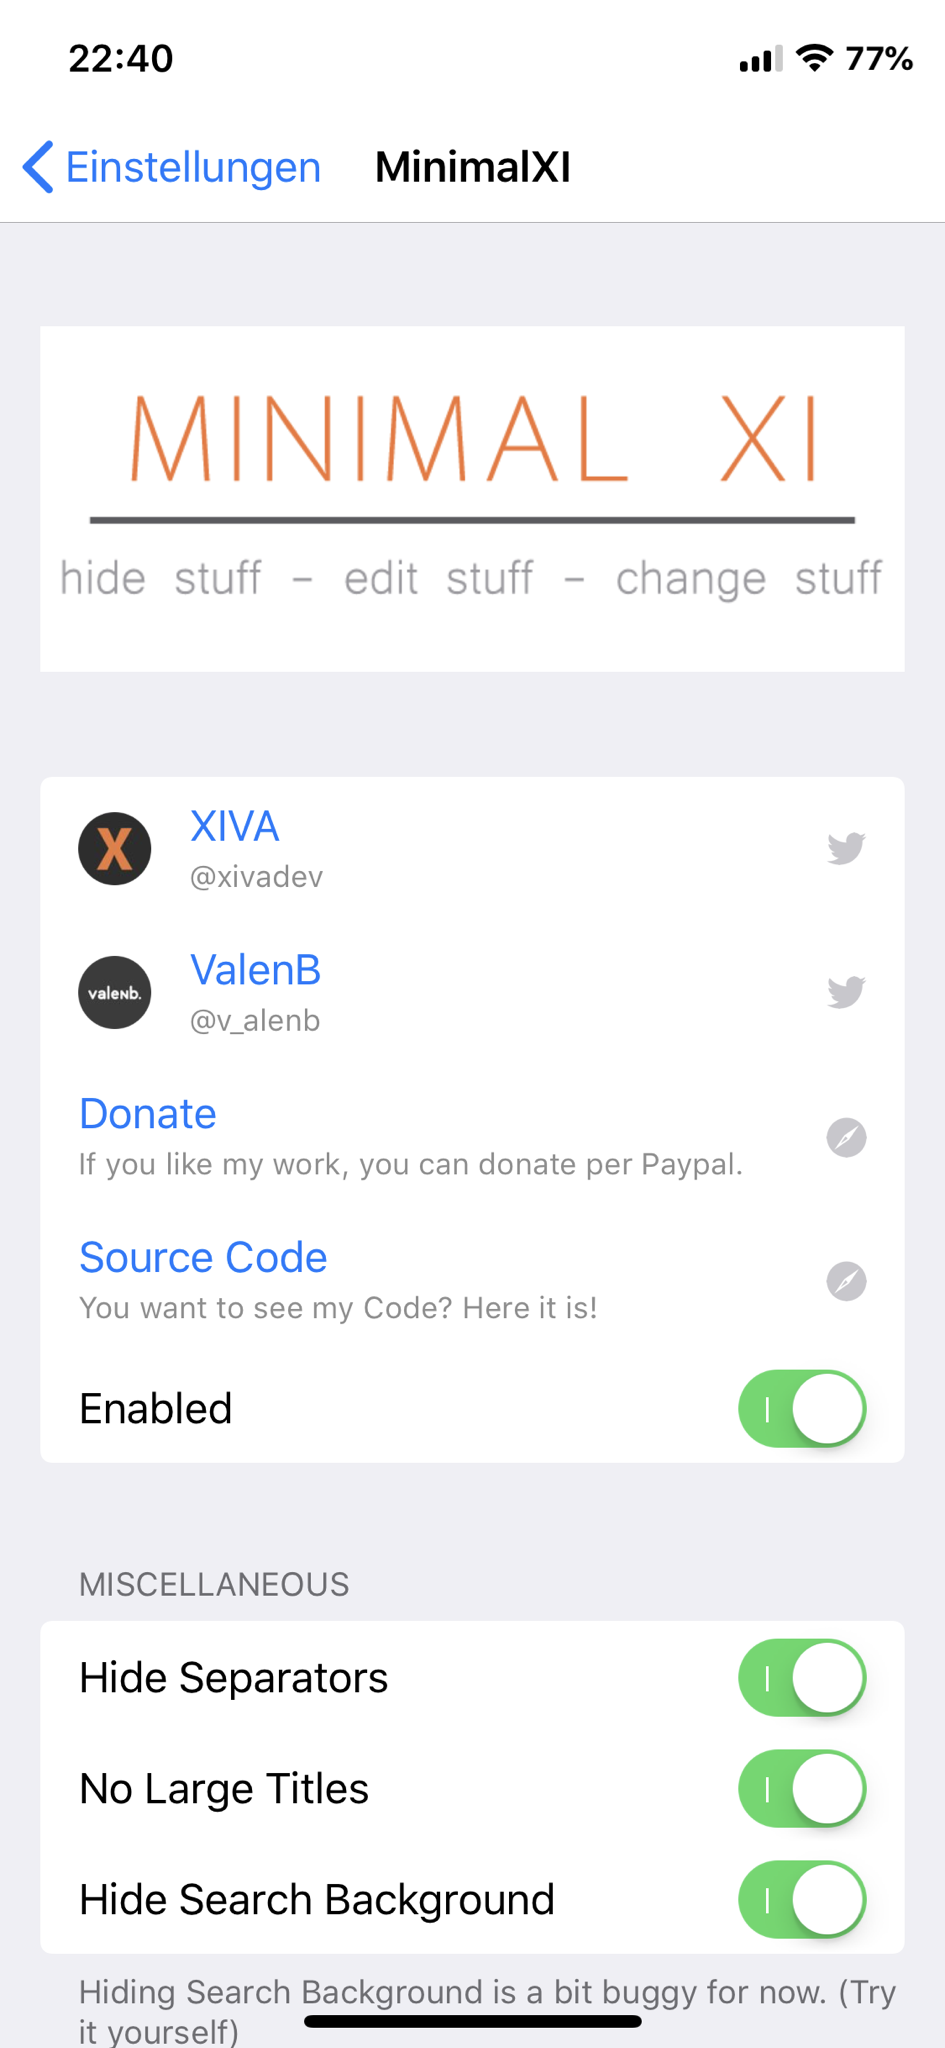 22:40
77%
Einstellungen
MinimalXI
MINIMAL XI
hide stuff - edit stuff - change stuff
X
XIVA
@xivadev
valenb.
ValenB
@v_alenb
Donate
If you like my work, you can donate per Paypal.
Source Code
You want to see my Code? Here it is!
Enabled
MISCELLANEOUS
Hide Separators
No Large Titles
Hide Search Background
Hiding Search Background is a bit buggy for now. (Try
it yourself)